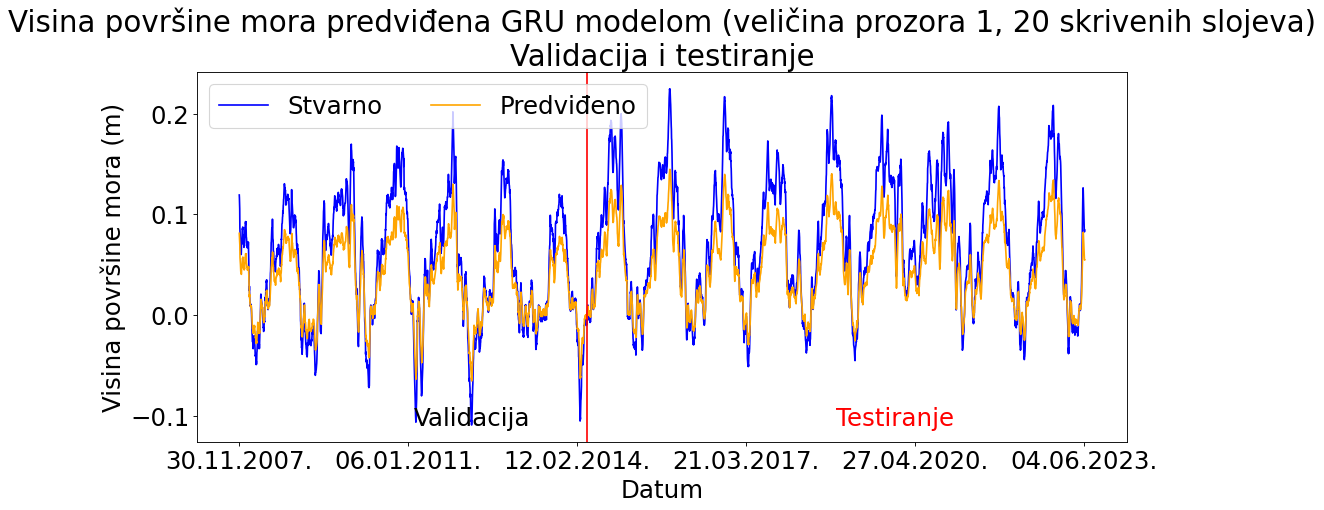 Visina površine mora predviđena GRU modelom (veličina prozora 1, 20 skrivenih slojeva)
Validacija i testiranje
Stvarno
Predviđeno
Visina površine mora (m)
0.2
0.1
0.0
−0.1
Validacija
Testiranje
30.11.2007.
06.01.2011.
12.02.2014.
21.03.2017.
27.04.2020.
04.06.2023.
Datum